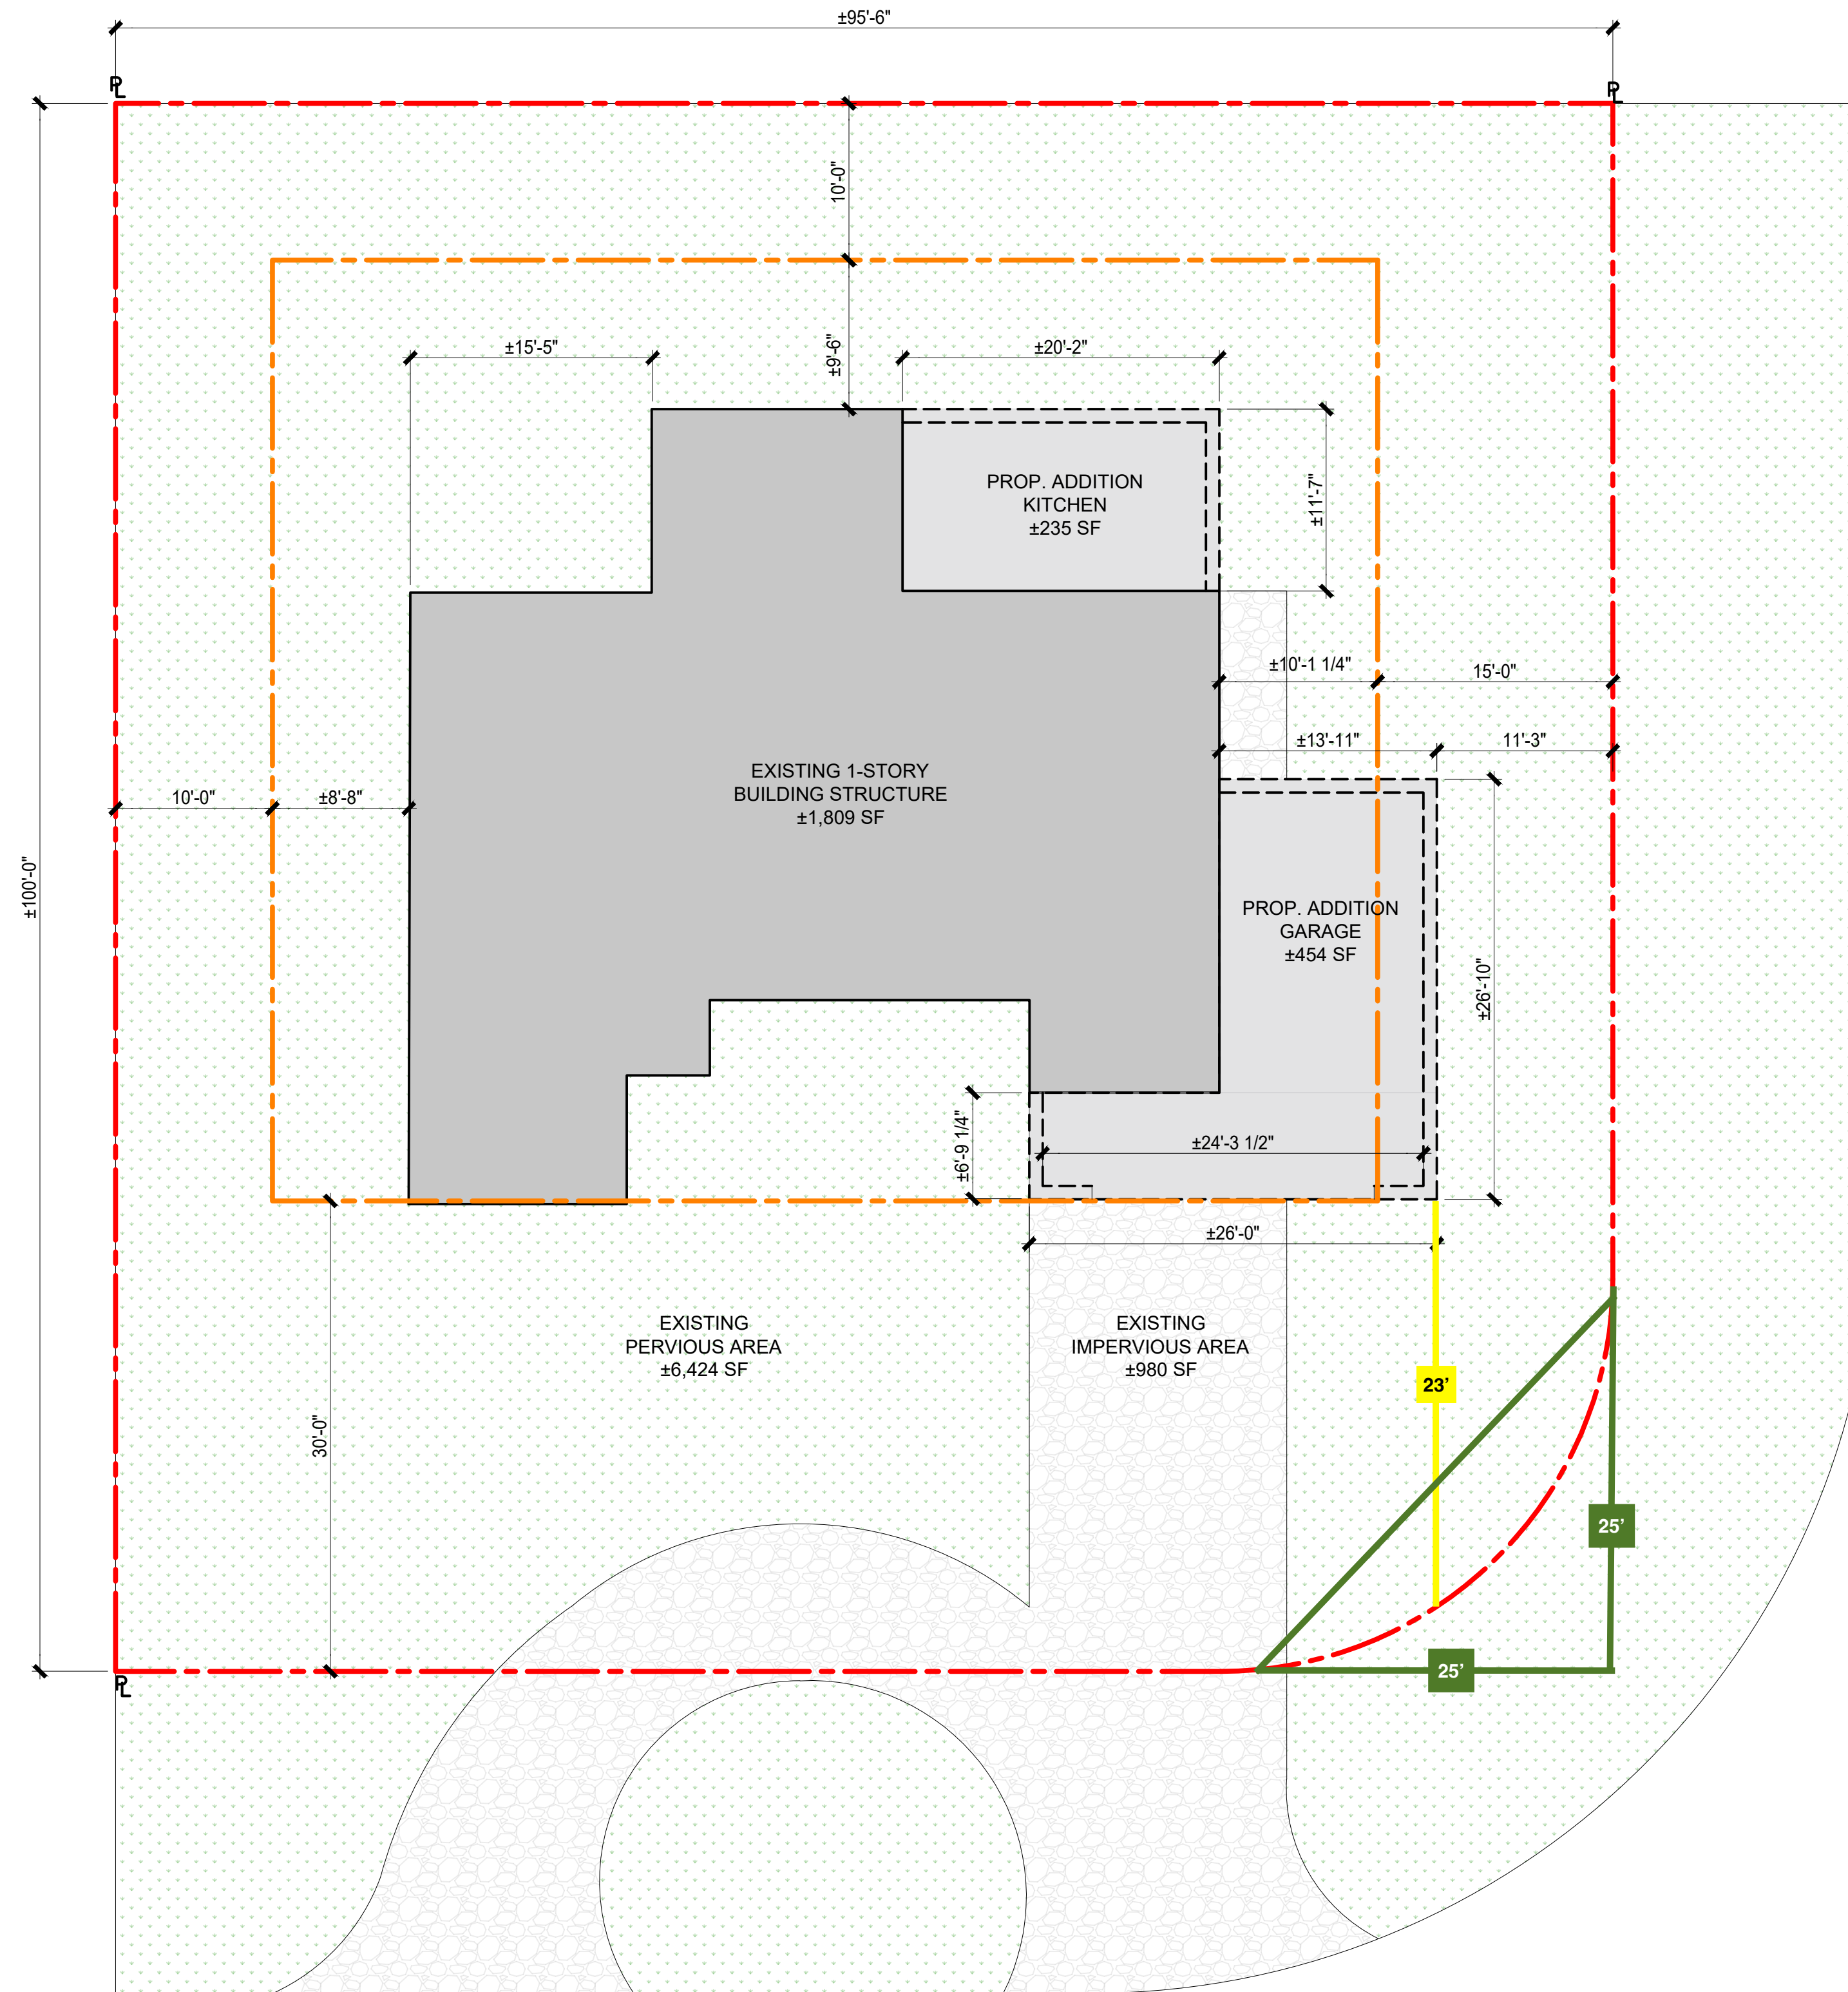 ±95'-6"
PL
PL
10'-0"
±9'-6"
±15'-5"
±20'-2"
PROP. ADDITION
KITCHEN
±235 SF
±11'-7"
±10'-1 1/4"
15'-0"
±13'-11"
11'-3"
EXISTING 1-STORY
BUILDING STRUCTURE
±1,809 SF
10'-0"
±8'-8"
±100'-0"
PROP. ADDITION
GARAGE
±454 SF
±26'-10"
±6'-9 1/4"
±24'-3 1/2"
±26'-0"
EXISTING
PERVIOUS AREA
±6,424 SF
EXISTING
IMPERVIOUS AREA
±980 SF
23’
30'-0"
25’
25’
PL